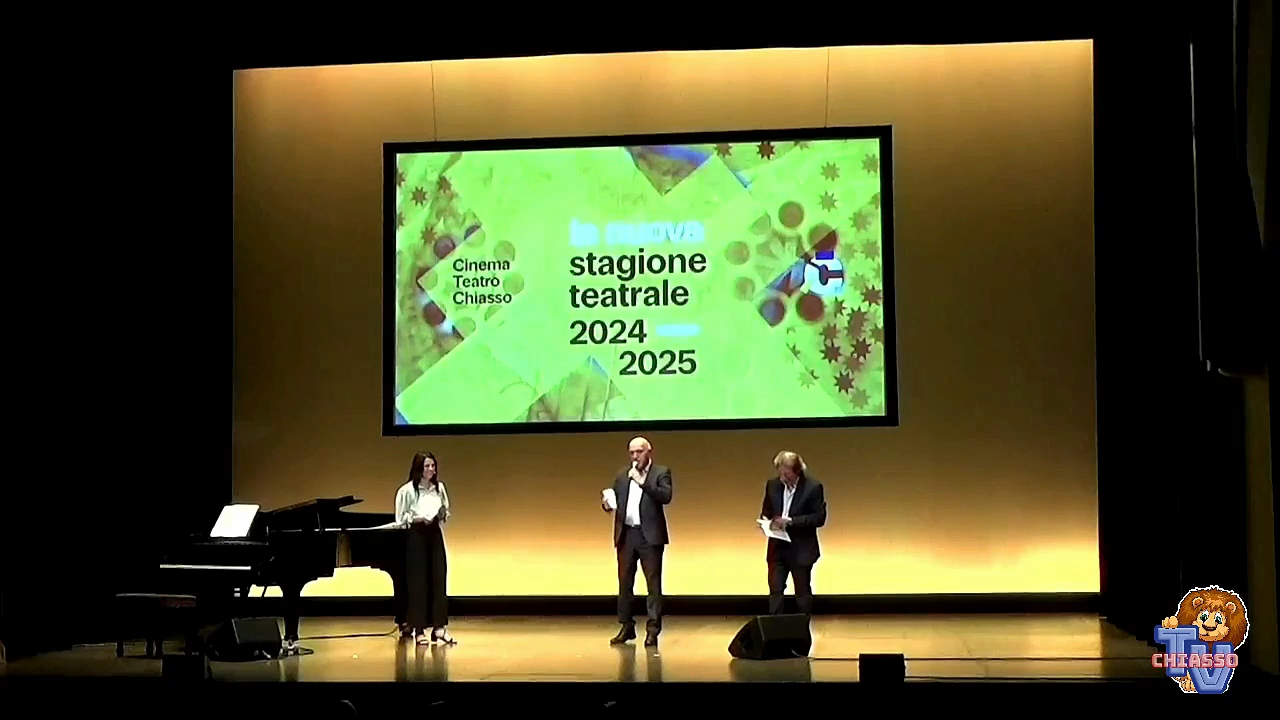 Cinema
Teatro
Chiasso
la nuova
stagione
teatrale
2024 —
2025
TV
CHIASSO